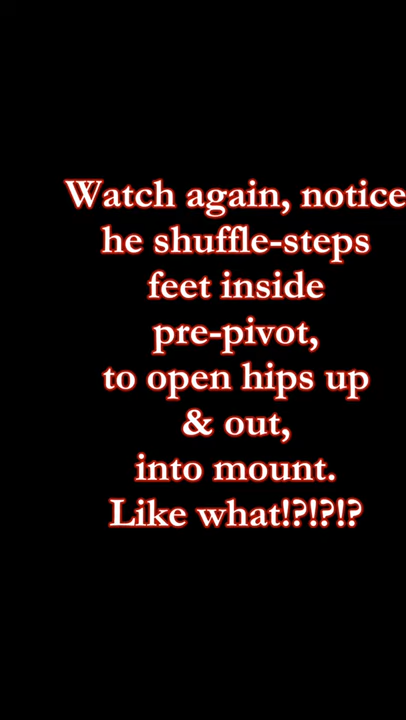 Watch again, notice
he shuffle-steps
feet inside
pre-pivot,
to open hips up
& out,
into mount.
Like what!?!?!?